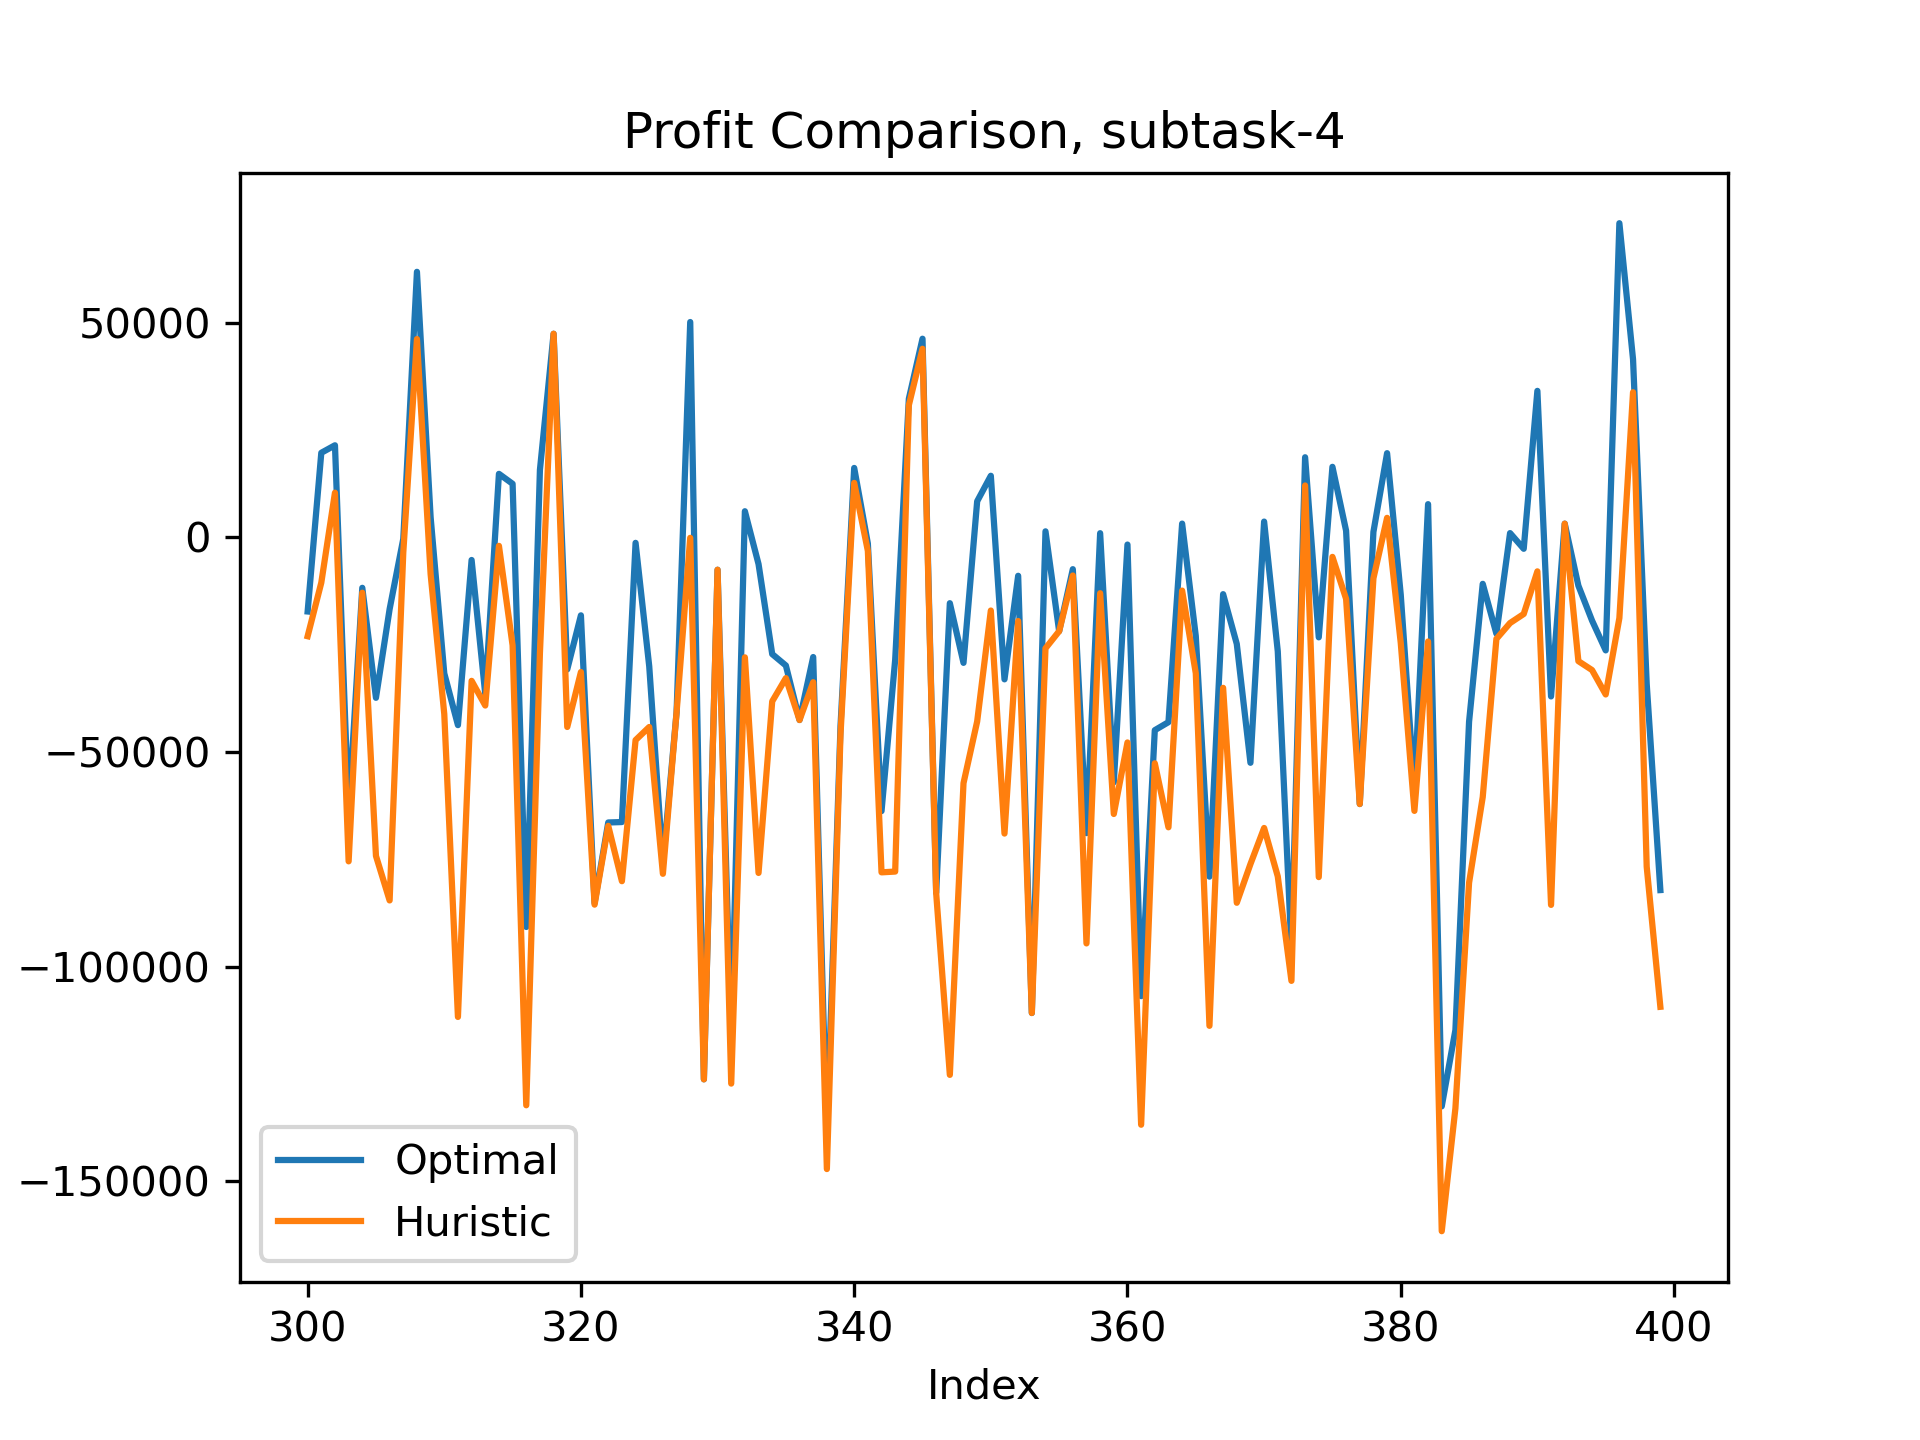 Profit Comparison, subtask-4
50000
0
−50000
−100000
−150000
Optimal
Huristic
300 320 340 360 380 400
Index